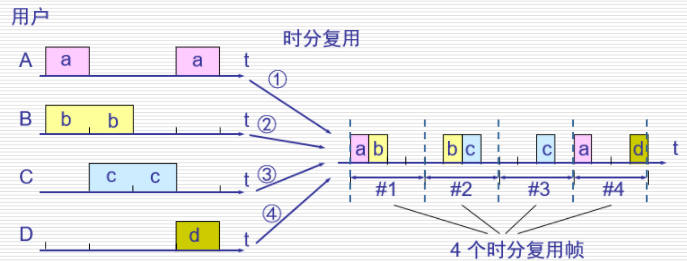 用户
时分复用
A a a t
①
B b b t
②
a b b c c a d t
C c c t
③
#1 #2 #3 #4
④
D d t
4 个时分复用帧